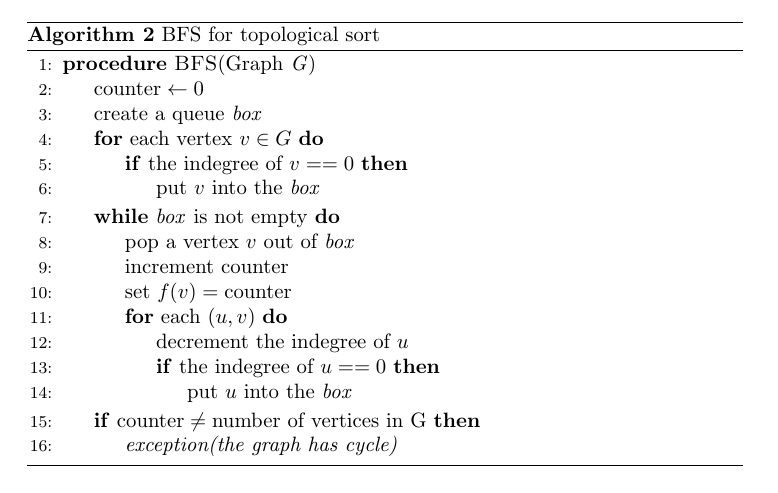 Algorithm 2 BFS for topological sort
1: procedure BFS(Graph G)
2: counter ← 0
3: create a queue box
4: for each vertex v ∈ G do
5: if the indegree of v == 0 then
6: put v into the box
7: while box is not empty do
8: pop a vertex v out of box
9: increment counter
10: set f(v) = counter
11: for each (u, v) do
12: decrement the indegree of u
13: if the indegree of u == 0 then
14: put u into the box
15: if counter ≠ number of vertices in G then
16: exception(the graph has cycle)